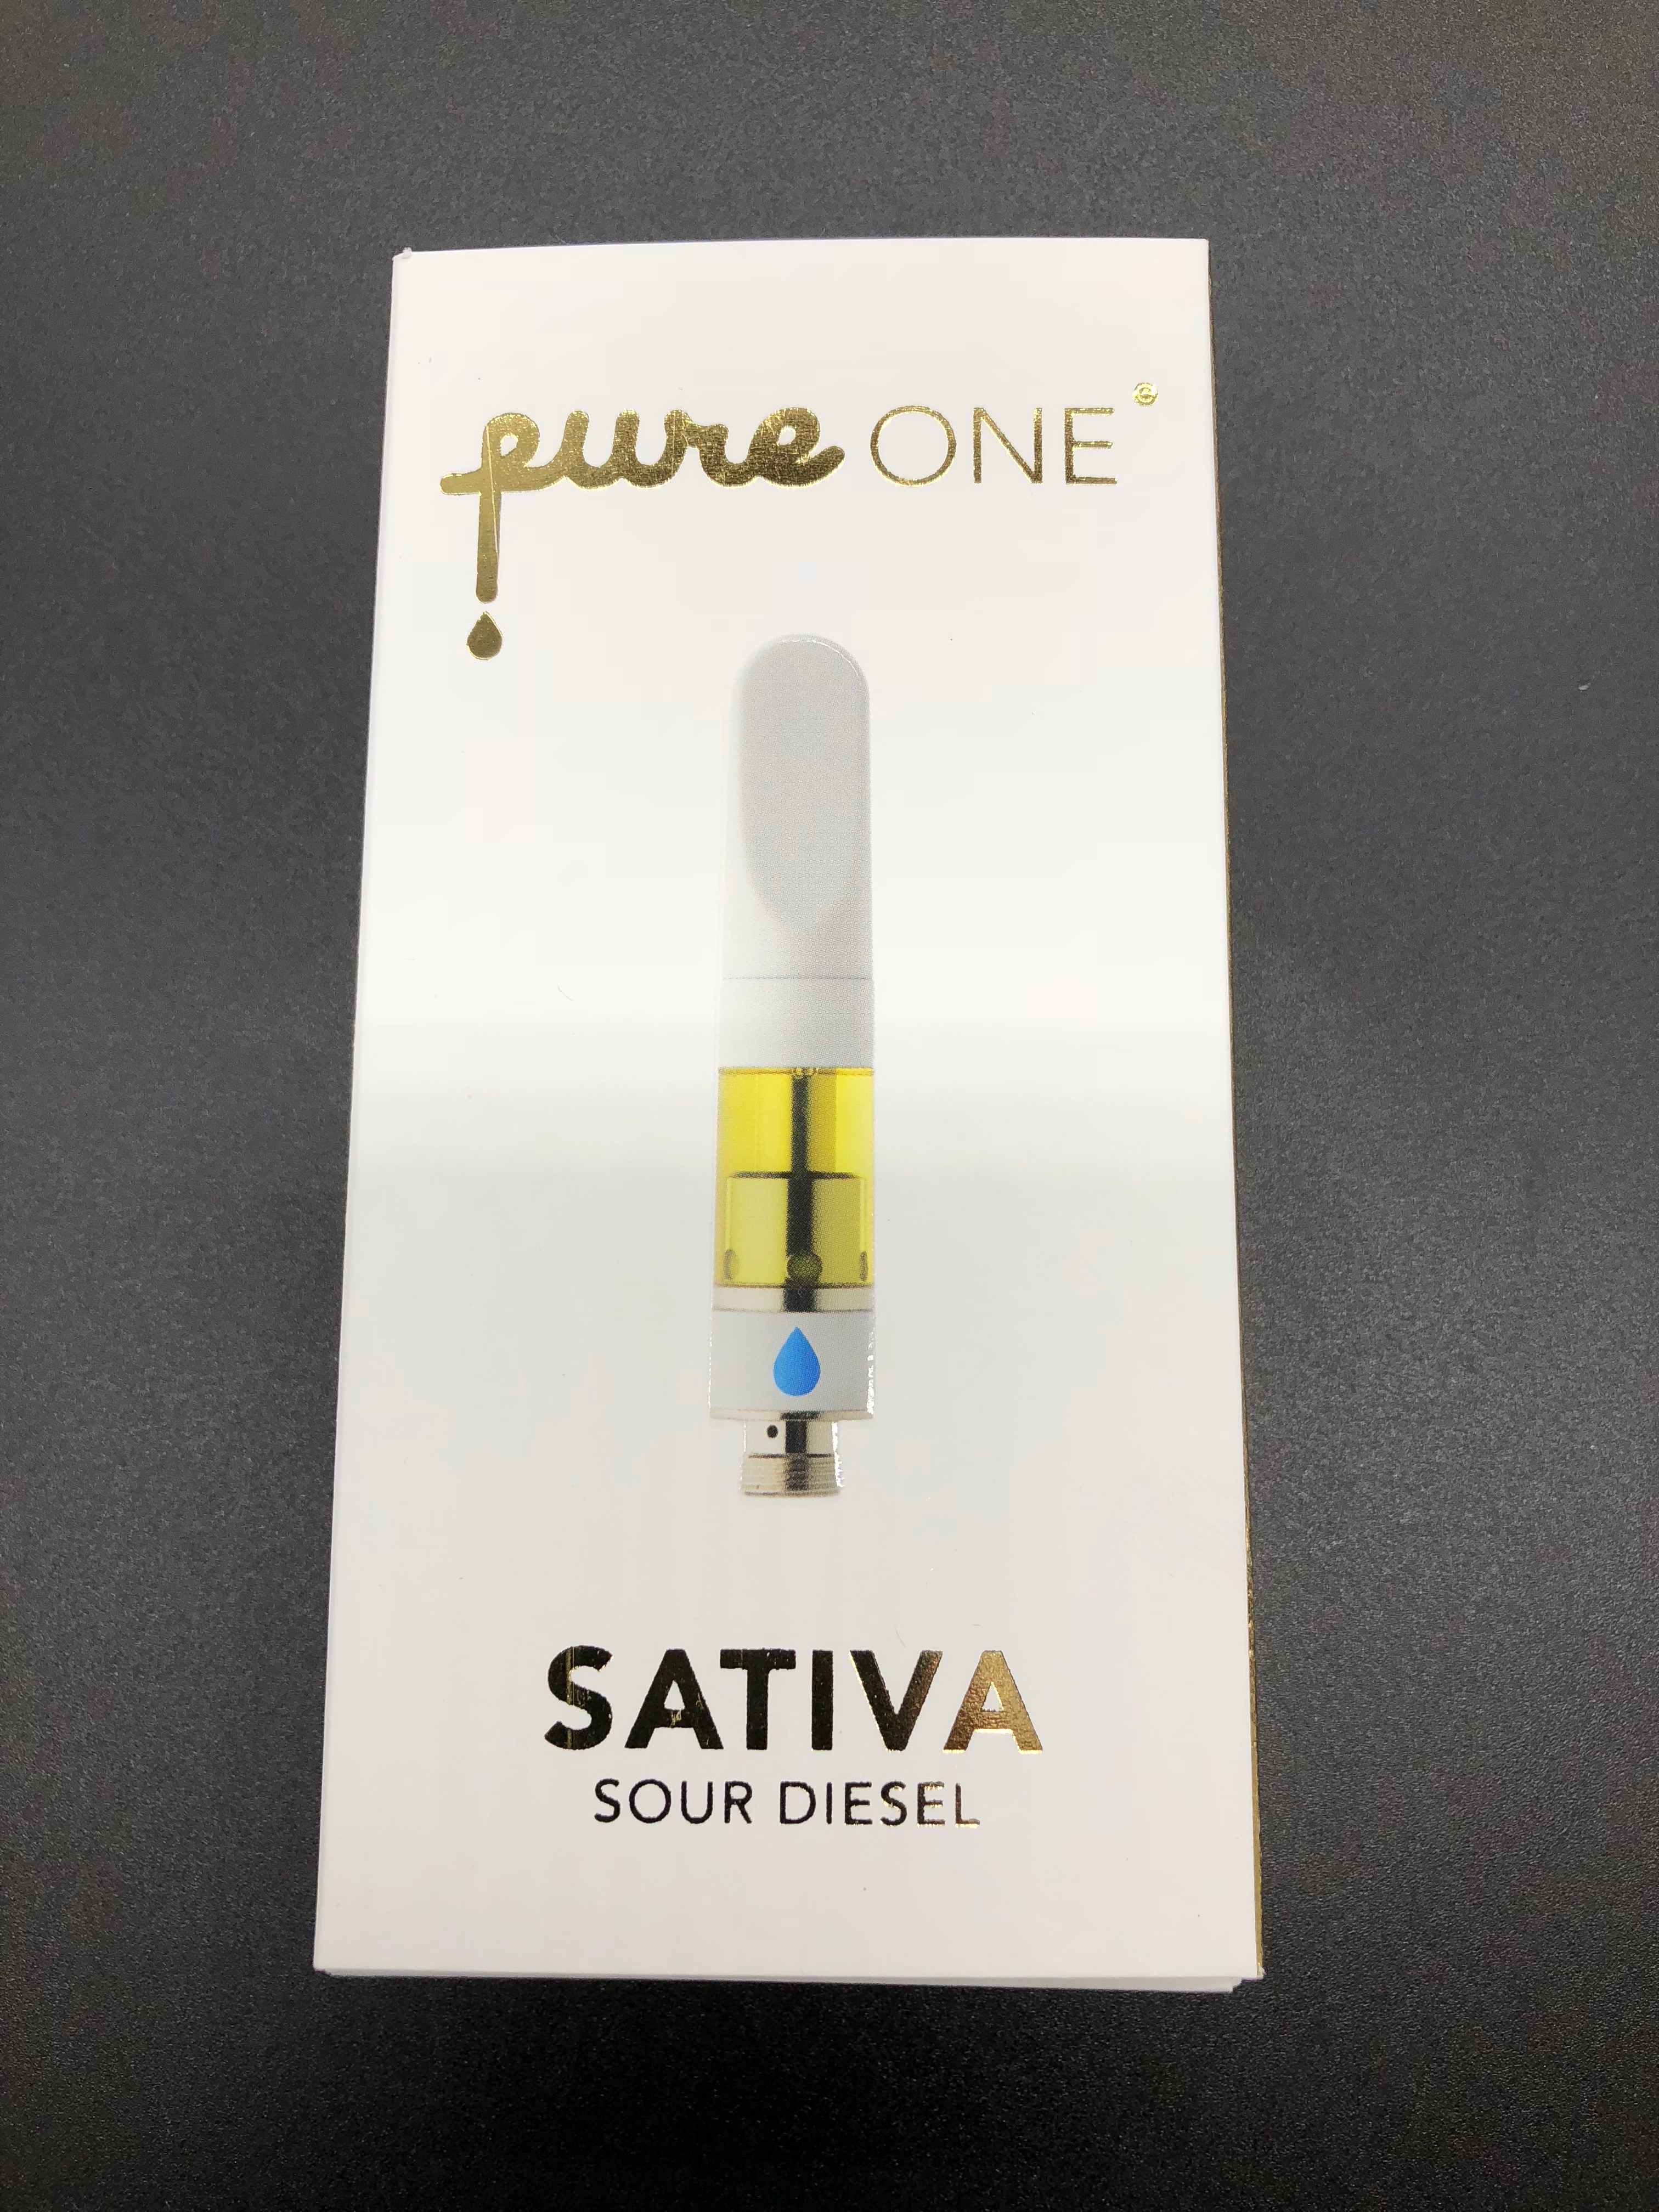 pure ONE
SATIVA
SOUR DIESEL